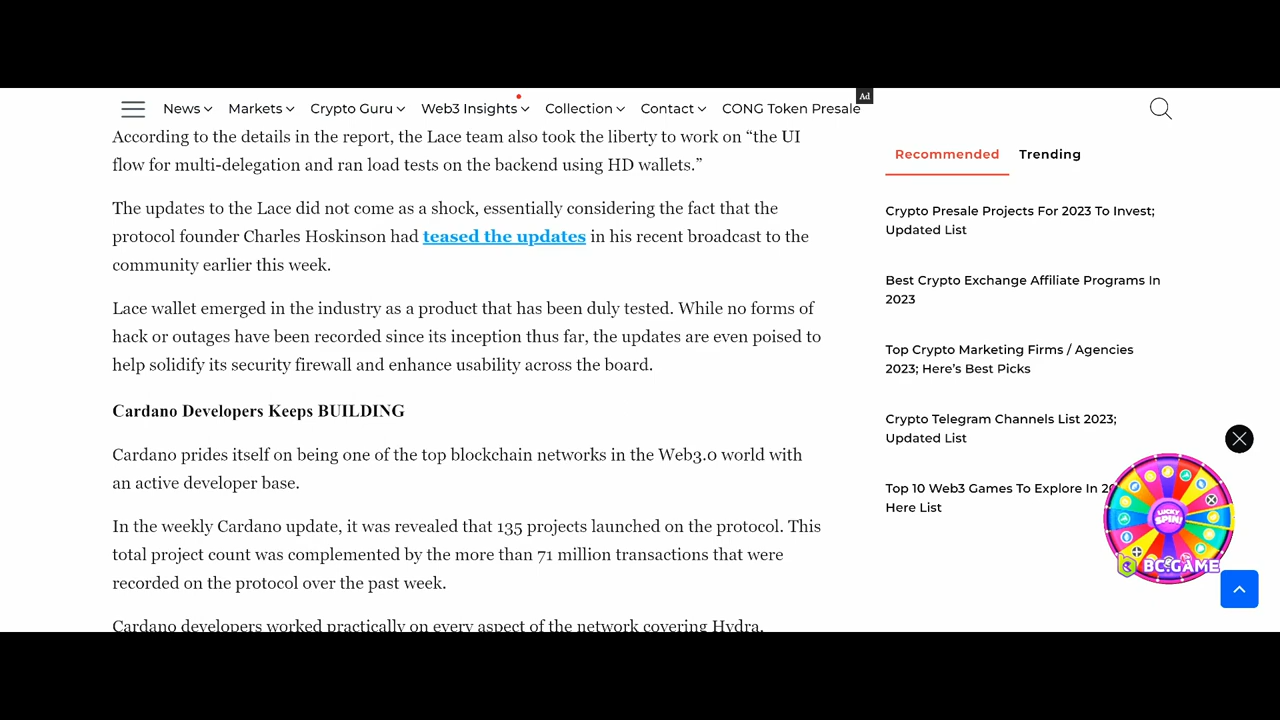 News Markets Crypto Guru Web3 Insights Collection Contact CONG Token Presale
Ad
According to the details in the report, the Lace team also took the liberty to work on “the UI
flow for multi-delegation and ran load tests on the backend using HD wallets.”
The updates to the Lace did not come as a shock, essentially considering the fact that the
protocol founder Charles Hoskinson had teased the updates in his recent broadcast to the
community earlier this week.
Lace wallet emerged in the industry as a product that has been duly tested. While no forms of
hack or outages have been recorded since its inception thus far, the updates are even poised to
help solidify its security firewall and enhance usability across the board.
Cardano Developers Keeps BUILDING
Cardano prides itself on being one of the top blockchain networks in the Web3.0 world with
an active developer base.
In the weekly Cardano update, it was revealed that 135 projects launched on the protocol. This
total project count was complemented by the more than 71 million transactions that were
recorded on the protocol over the past week.
Cardano developers worked practically on every aspect of the network covering Hydra,
Recommended Trending
Crypto Presale Projects For 2023 To Invest;
Updated List
Best Crypto Exchange Affiliate Programs In
2023
Top Crypto Marketing Firms / Agencies
2023; Here’s Best Picks
Crypto Telegram Channels List 2023;
Updated List
Top 10 Web3 Games To Explore In
Here List
LUCKY
SPIN!
BC.GAME